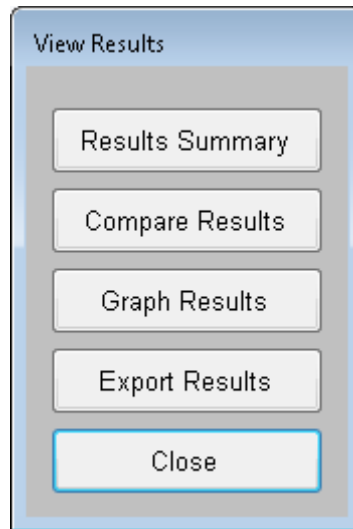 View Results
Results Summary
Compare Results
Graph Results
Export Results
Close